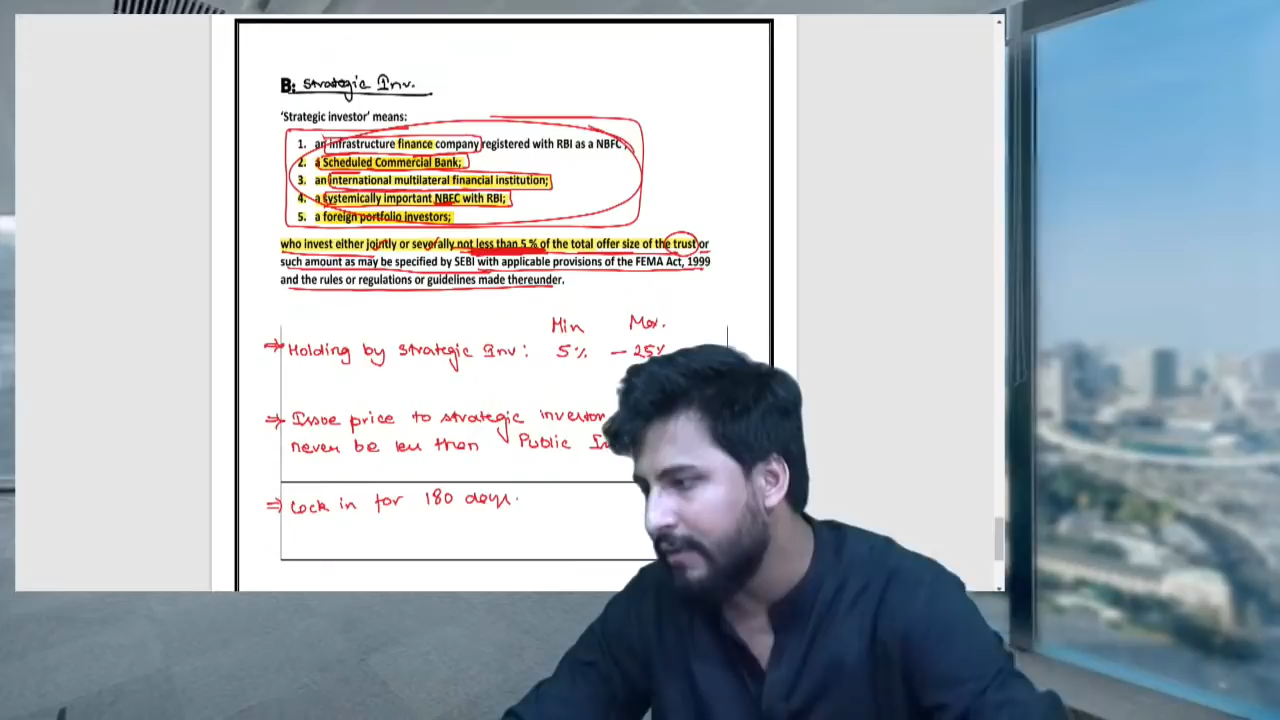 B: Strategic Inv.
'Strategic investor' means:
1. an infrastructure finance company registered with RBI as a NBFC;
2. a Scheduled Commercial Bank;
3. an international multilateral financial institution;
4. a systemically important NBFC with RBI;
5. a foreign portfolio investors;
who invest either jointly or severally not less than 5 % of the total offer size of the trust or
such amount as may be specified by SEBI with applicable provisions of the FEMA Act, 1999
and the rules or regulations or guidelines made thereunder.
Min Max.
⇒ Holding by Strategic Inv: 5% – 25%
⇒ Issue price to strategic investor
never be less then Public
⇒ Lock in for 180 days.